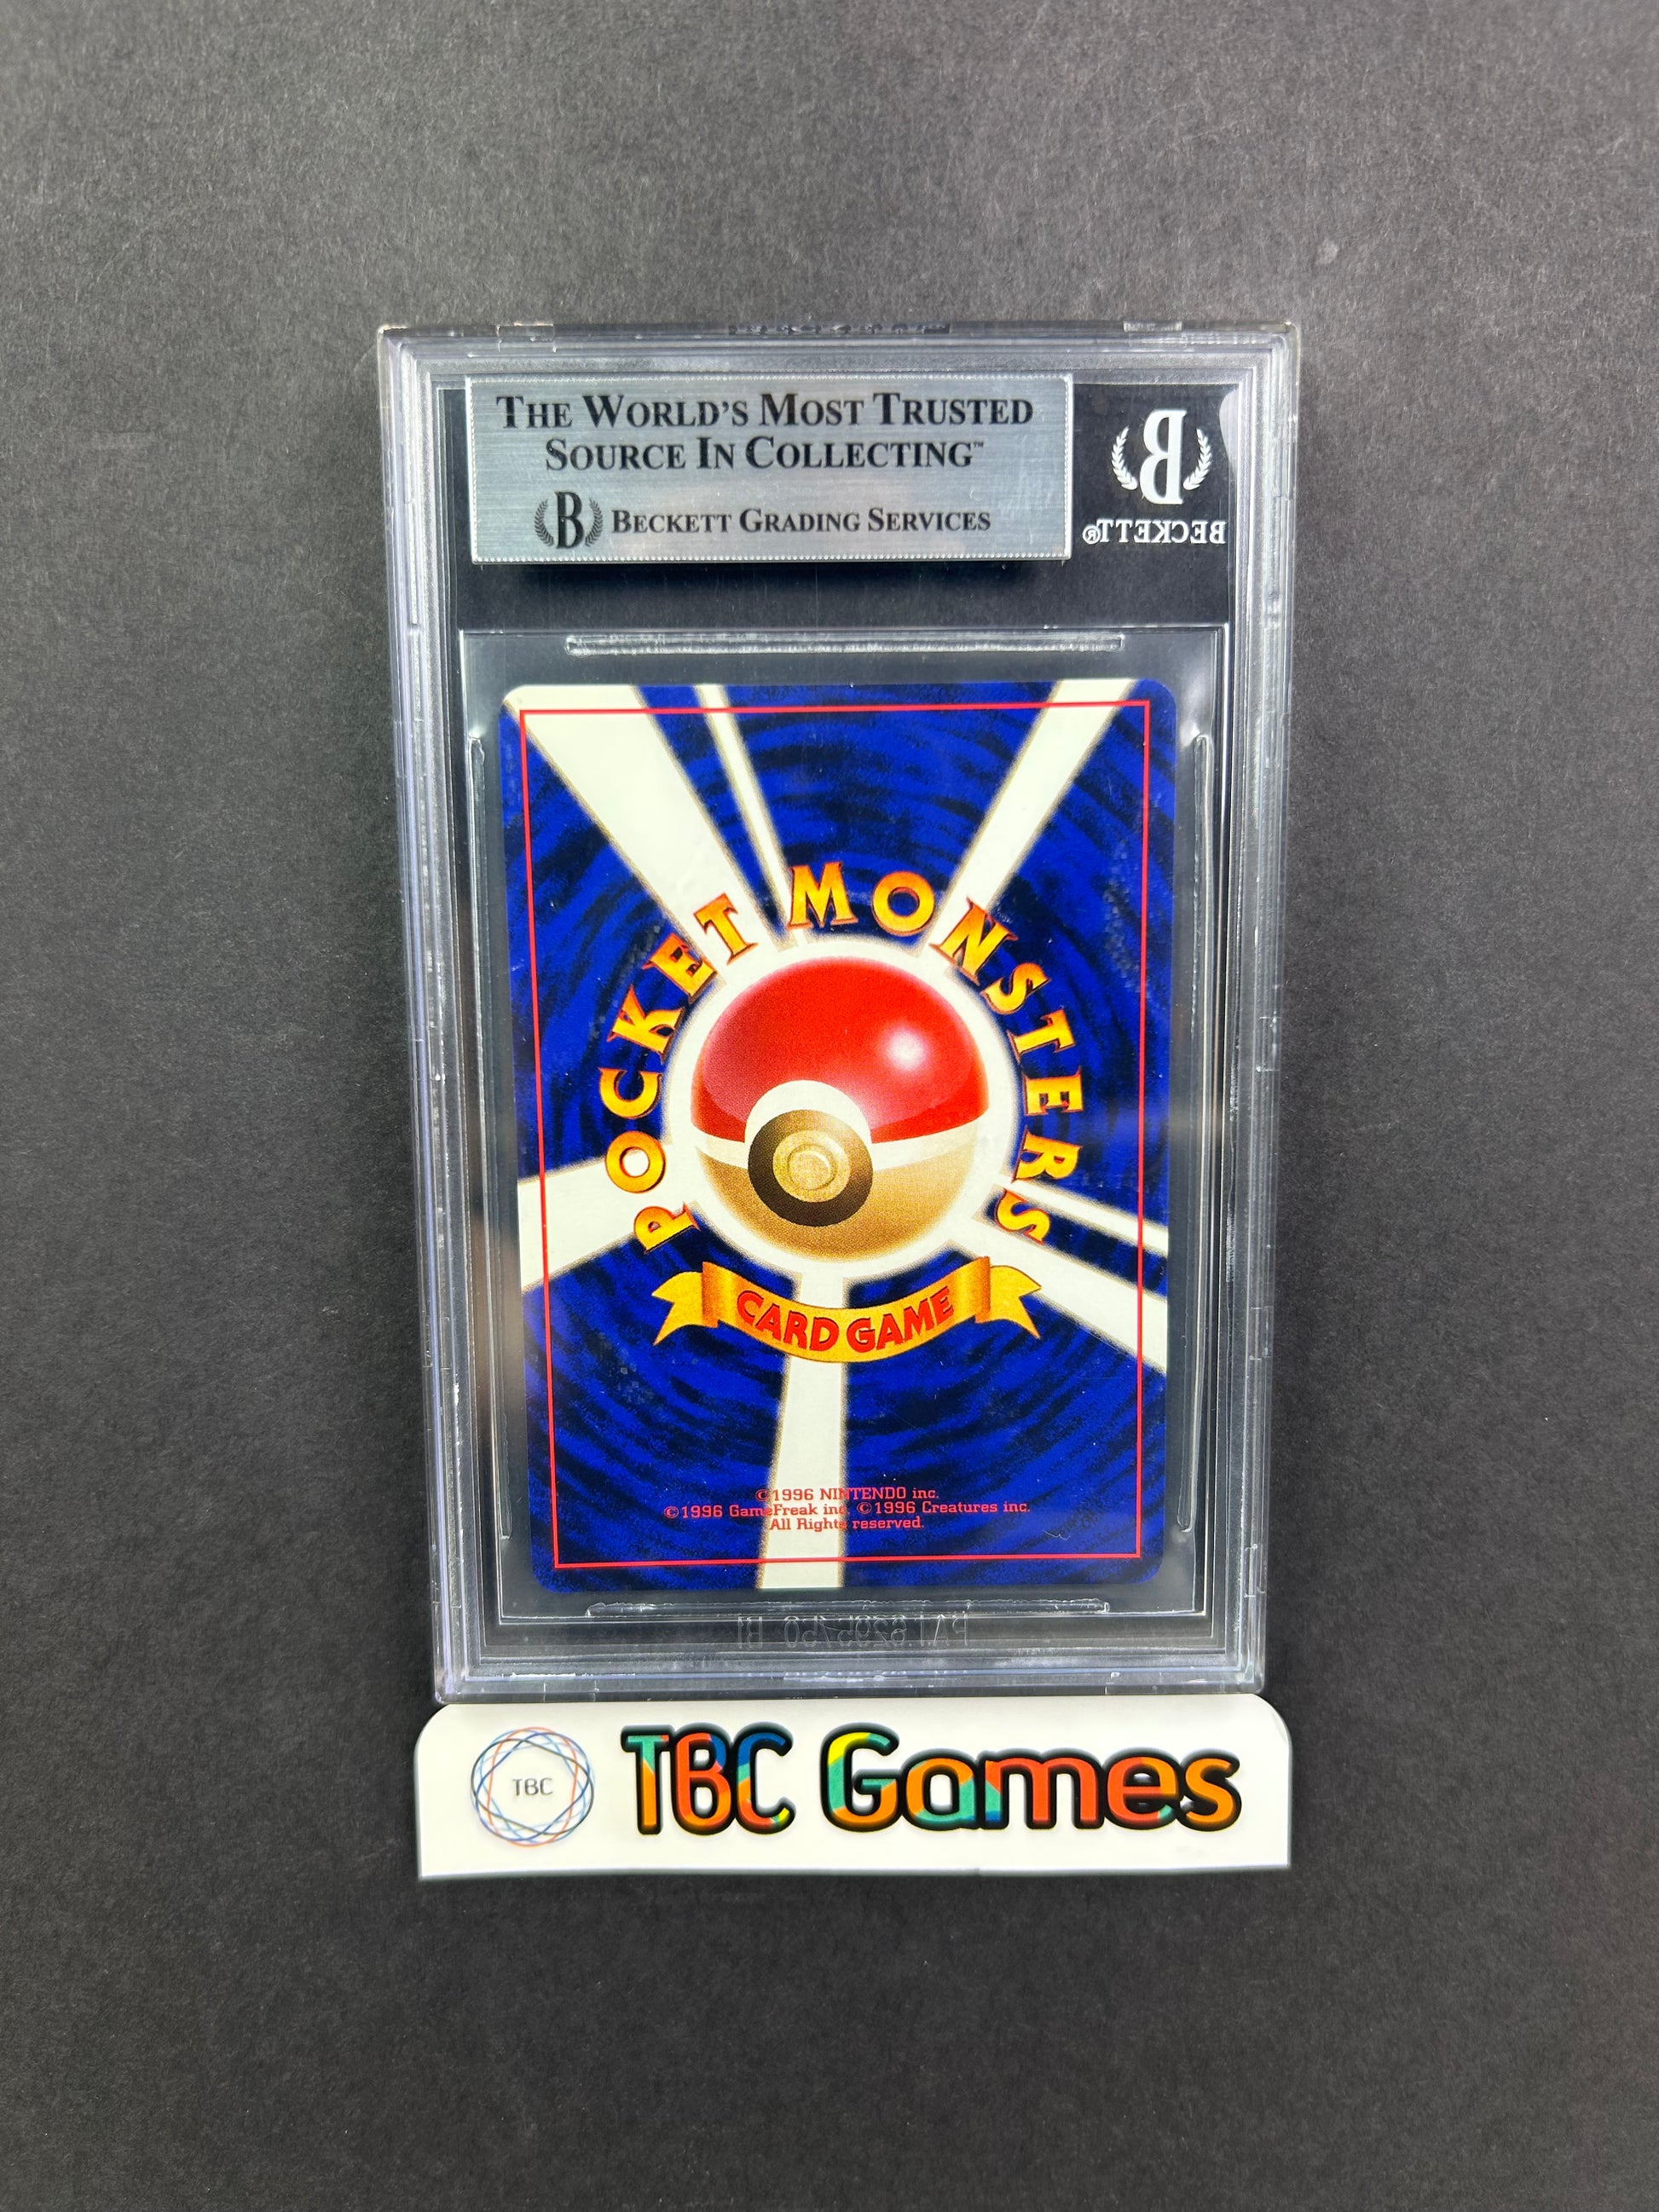 THE WORLD'S MOST TRUSTED
SOURCE IN COLLECTING™
B BECKETT GRADING SERVICES
B
BECKETT®
POCKET MONSTERS
CARD GAME
©1996 NINTENDO inc.
©1996 GameFreak inc. ©1996 Creatures inc.
All Rights reserved.
TBC
TBC Games